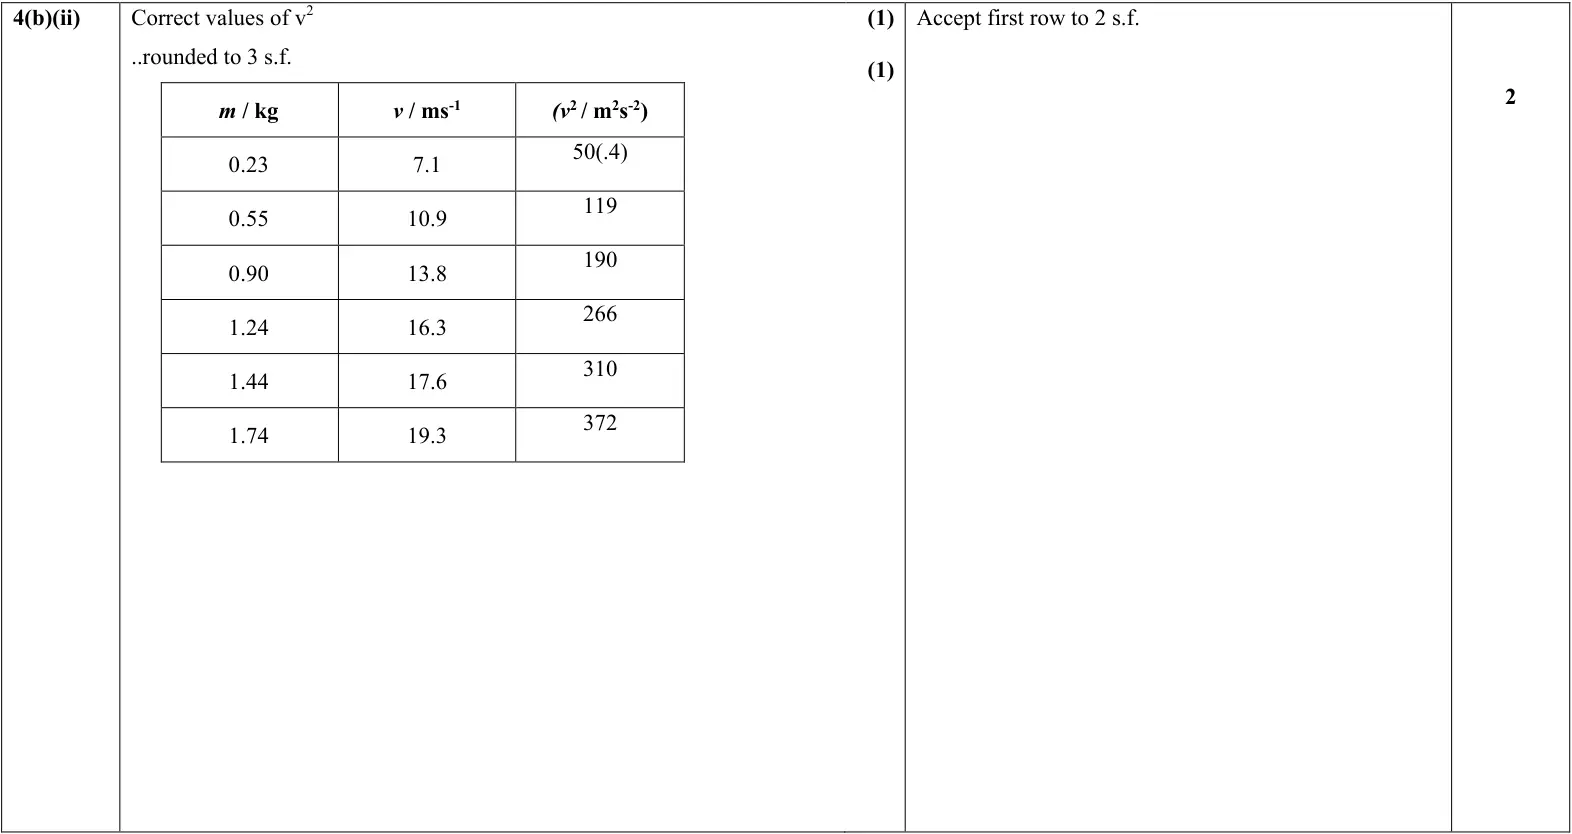 4(b)(ii) Correct values of v² (1) Accept first row to 2 s.f.
..rounded to 3 s.f. (1)
2
m / kg v / ms⁻¹ (v² / m²s⁻²)
0.23 7.1 50(.4)
0.55 10.9 119
0.90 13.8 190
1.24 16.3 266
1.44 17.6 310
1.74 19.3 372